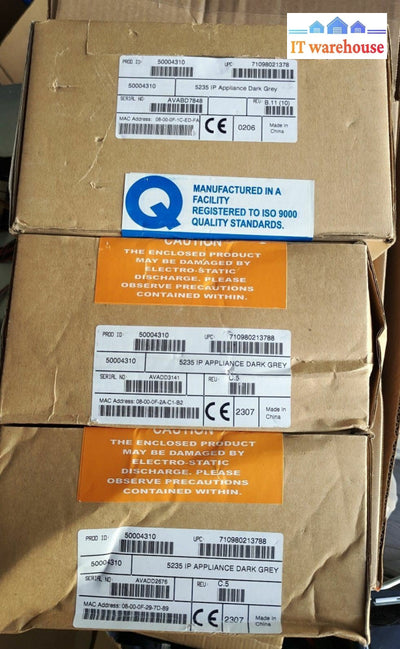 IT warehouse
PROD ID: 50004310 UPC: 710980213788
50004310 5235 IP Appliance Dark Grey
SERIAL NO AVABD7848 REV: B.11 (10)
MAC Address: 08-00-0F-1C-ED-FA CE 0206 Made in
China
Q
MANUFACTURED IN A
FACILITY
REGISTERED TO ISO 9000
QUALITY STANDARDS.
CAUTION
THE ENCLOSED PRODUCT
MAY BE DAMAGED BY
ELECTRO-STATIC
DISCHARGE. PLEASE
OBSERVE PRECAUTIONS
CONTAINED WITHIN.
PROD ID: 50004310 UPC: 710980213788
50004310 5235 IP APPLIANCE DARK GREY
SERIAL NO AVADD3141 REV: C.5
MAC Address: 08-00-0F-2A-C1-B2 CE 2307 Made in
China
CAUTION
THE ENCLOSED PRODUCT
MAY BE DAMAGED BY
ELECTRO-STATIC
DISCHARGE. PLEASE
OBSERVE PRECAUTIONS
CONTAINED WITHIN.
PROD ID: 50004310 UPC: 710980213788
50004310 5235 IP APPLIANCE DARK GREY
SERIAL NO AVADD2676 REV: C.5
MAC Address: 08-00-0F-29-7D-89 CE 2307 Made in
China